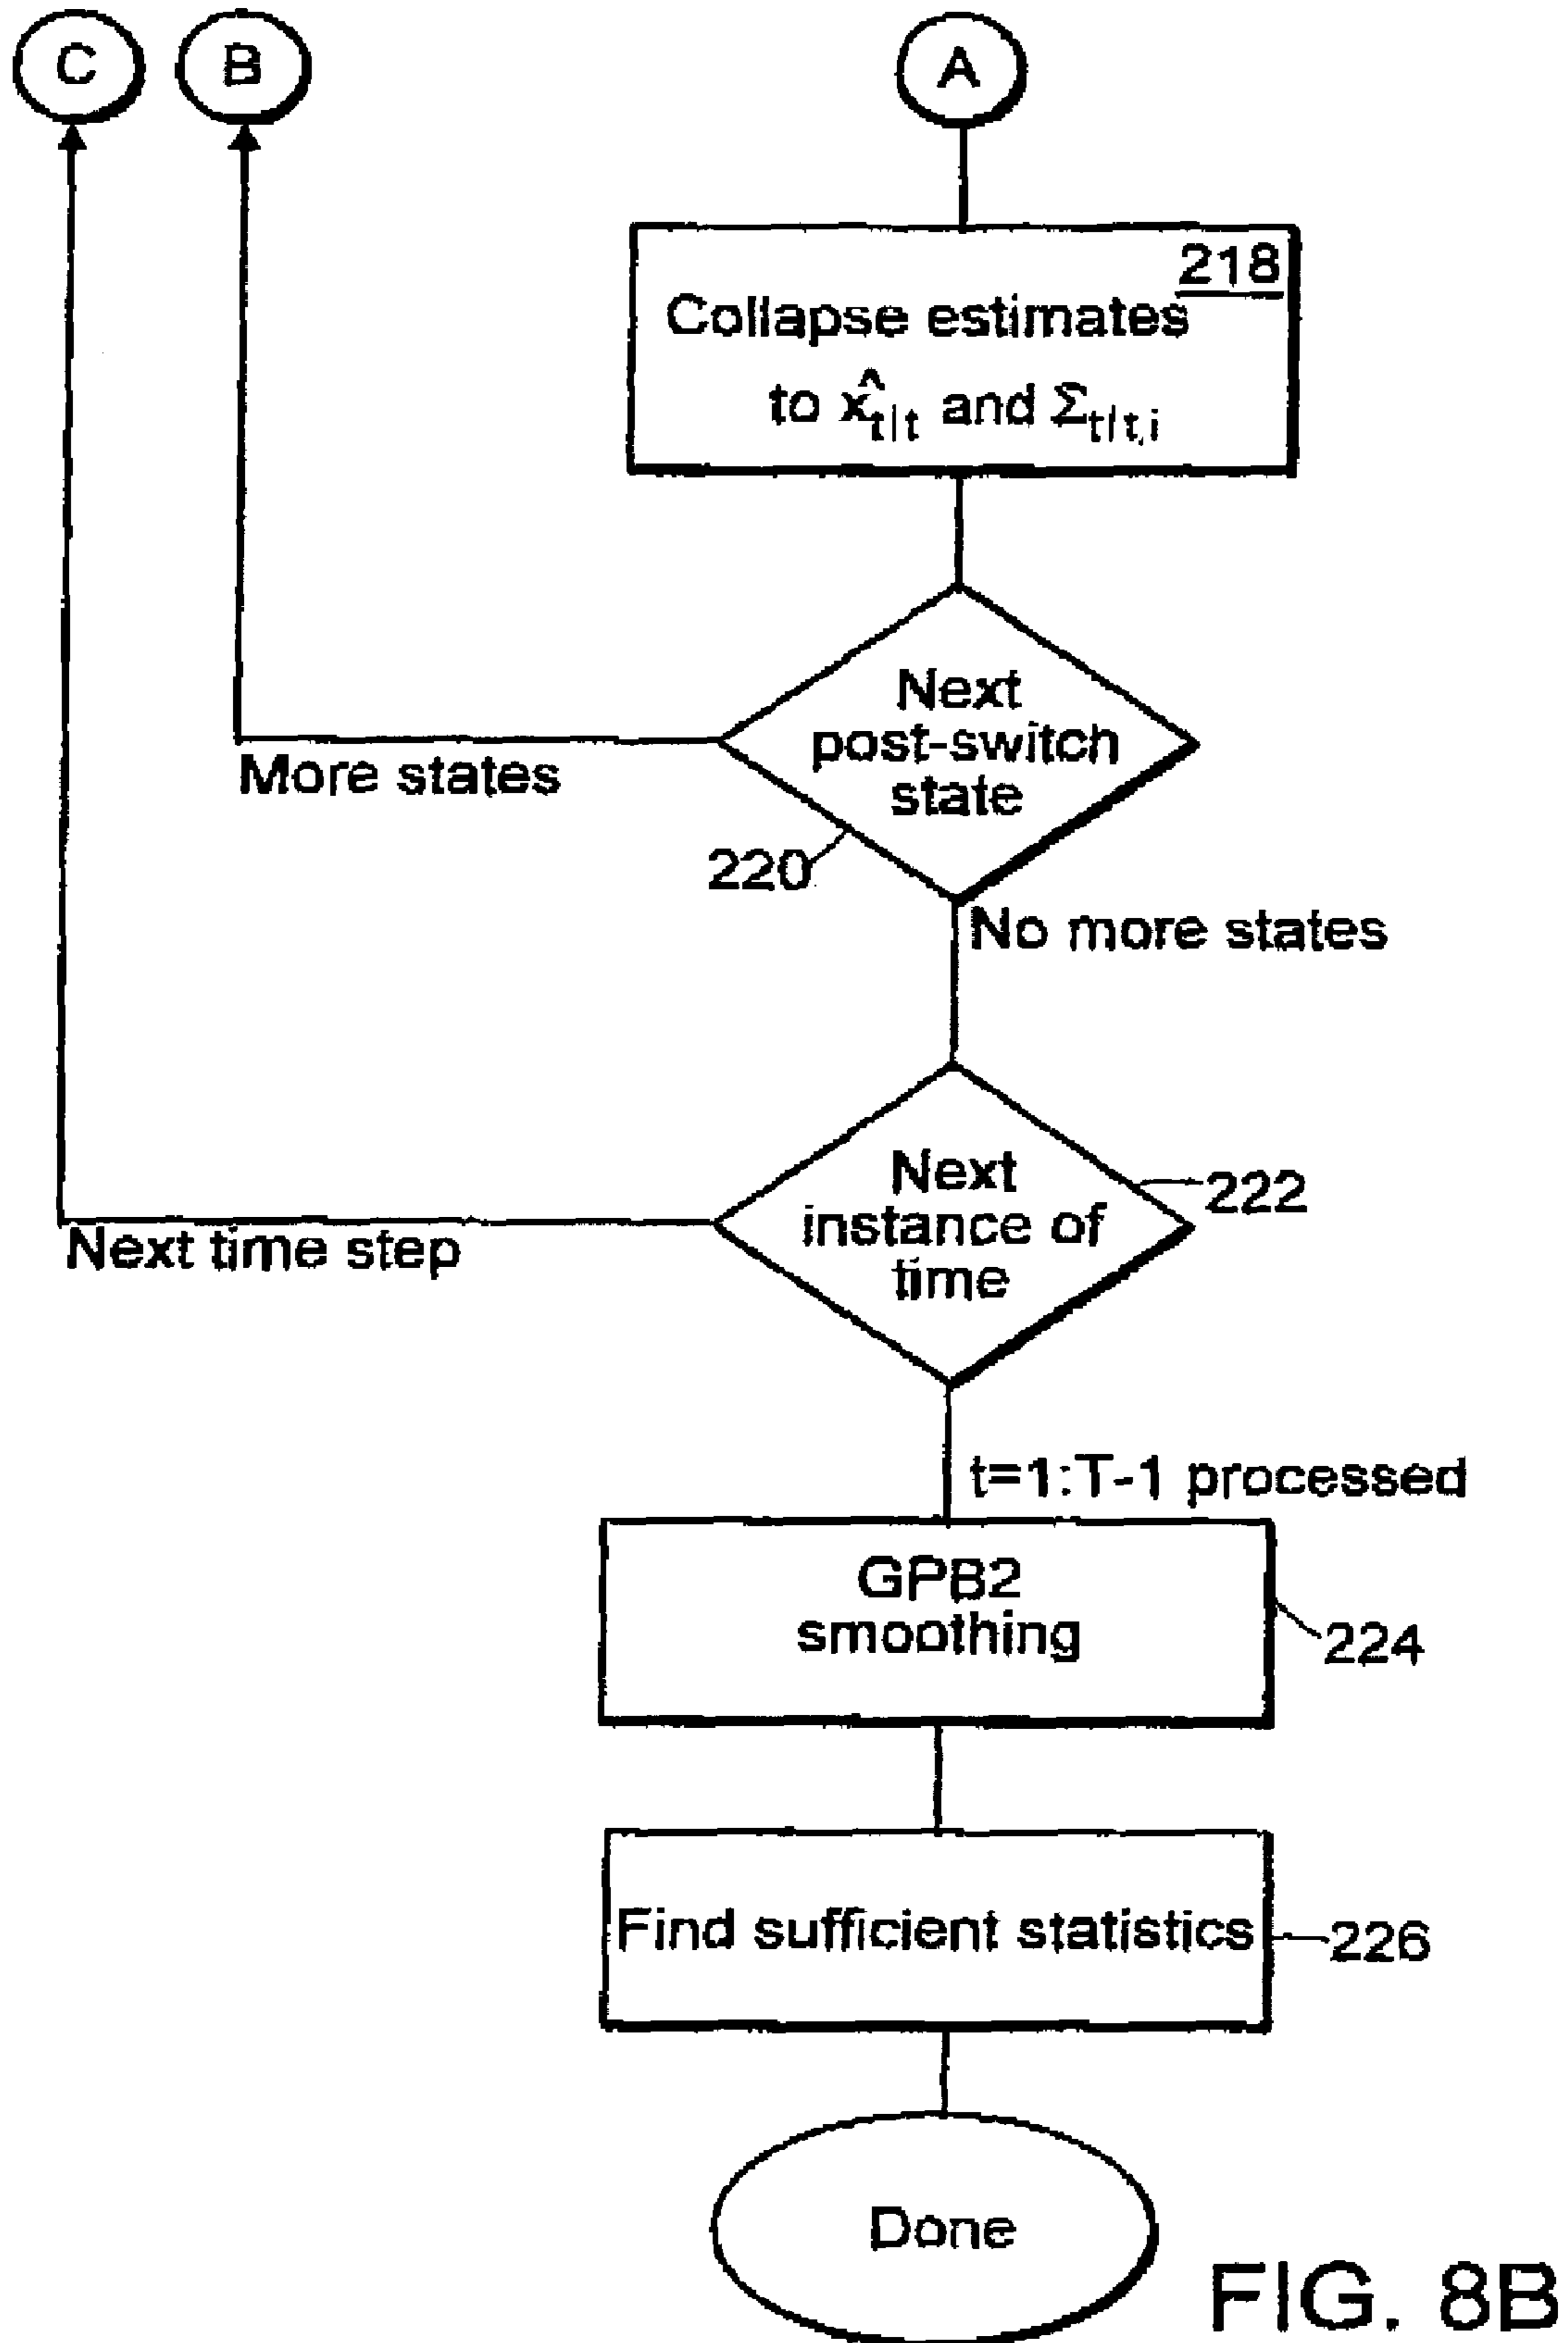 C B A
218
Collapse estimates
to x̂_{t|t} and Σ_{t|t,i}
Next
post-switch
state
More states
220
No more states
Next
instance of
time
222
Next time step
t=1:T-1 processed
GPB2
smoothing
224
Find sufficient statistics
226
Done
FIG. 8B